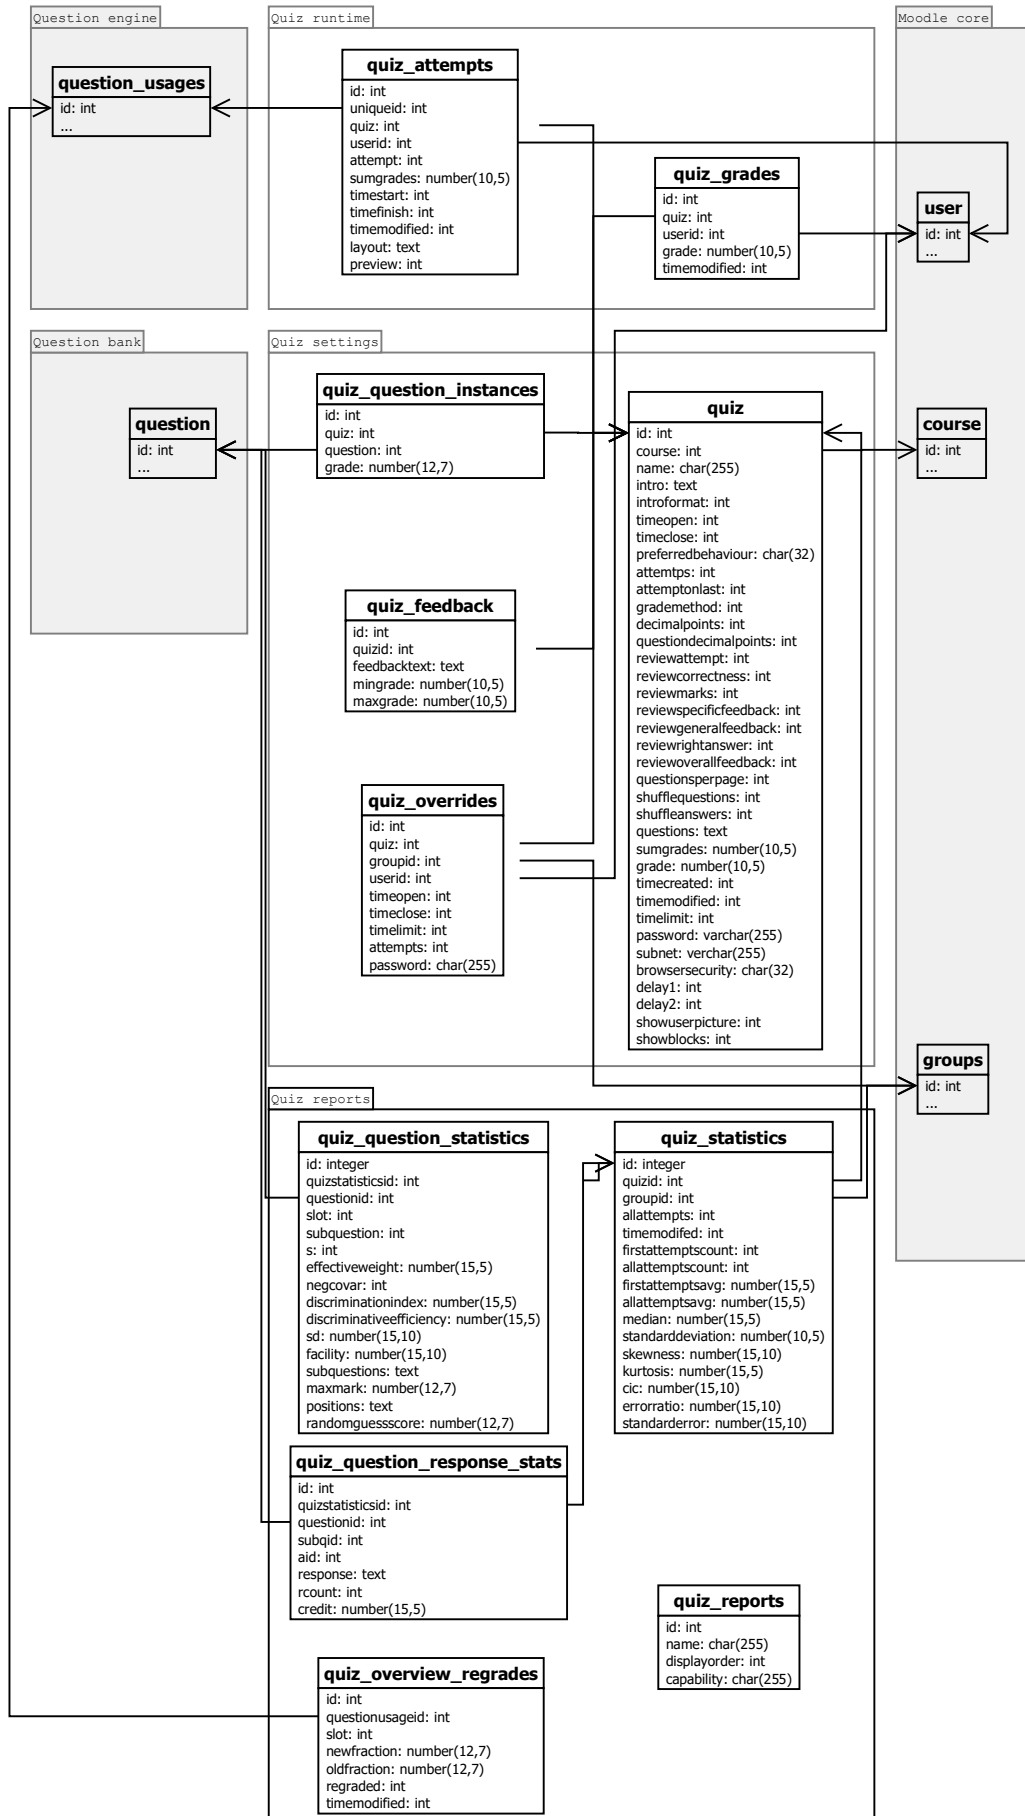 Question engine
question_usages
id: int
...
Quiz runtime
quiz_attempts
id: int
uniqueid: int
quiz: int
userid: int
attempt: int
sumgrades: number(10,5)
timestart: int
timefinish: int
timemodified: int
layout: text
preview: int
quiz_grades
id: int
quiz: int
userid: int
grade: number(10,5)
timemodified: int
Moodle core
user
id: int
...
course
id: int
...
groups
id: int
...
Question bank
question
id: int
...
Quiz settings
quiz_question_instances
id: int
quiz: int
question: int
grade: number(12,7)
quiz_feedback
id: int
quizid: int
feedbacktext: text
mingrade: number(10,5)
maxgrade: number(10,5)
quiz_overrides
id: int
quiz: int
groupid: int
userid: int
timeopen: int
timeclose: int
timelimit: int
attempts: int
password: char(255)
quiz
id: int
course: int
name: char(255)
intro: text
introformat: int
timeopen: int
timeclose: int
preferredbehaviour: char(32)
attemtps: int
attemptonlast: int
grademethod: int
decimalpoints: int
questiondecimalpoints: int
reviewattempt: int
reviewcorrectness: int
reviewmarks: int
reviewspecificfeedback: int
reviewgeneralfeedback: int
reviewrightanswer: int
reviewoverallfeedback: int
questionsperpage: int
shufflequestions: int
shuffleanswers: int
questions: text
sumgrades: number(10,5)
grade: number(10,5)
timecreated: int
timemodified: int
timelimit: int
password: varchar(255)
subnet: verchar(255)
browsersecurity: char(32)
delay1: int
delay2: int
showuserpicture: int
showblocks: int
Quiz reports
quiz_question_statistics
id: integer
quizstatisticsid: int
questionid: int
slot: int
subquestion: int
s: int
effectiveweight: number(15,5)
negcovar: int
discriminationindex: number(15,5)
discriminativeefficiency: number(15,5)
sd: number(15,10)
facility: number(15,10)
subquestions: text
maxmark: number(12,7)
positions: text
randomguessscore: number(12,7)
quiz_statistics
id: integer
quizid: int
groupid: int
allattempts: int
timemodifed: int
firstattemptscount: int
allattemptscount: int
firstattemptsavg: number(15,5)
allattemptsavg: number(15,5)
median: number(15,5)
standarddeviation: number(10,5)
skewness: number(15,10)
kurtosis: number(15,5)
cic: number(15,10)
errorratio: number(15,10)
standarderror: number(15,10)
quiz_question_response_stats
id: int
quizstatisticsid: int
questionid: int
subqid: int
aid: int
response: text
rcount: int
credit: number(15,5)
quiz_reports
id: int
name: char(255)
displayorder: int
capability: char(255)
quiz_overview_regrades
id: int
questionusageid: int
slot: int
newfraction: number(12,7)
oldfraction: number(12,7)
regraded: int
timemodified: int